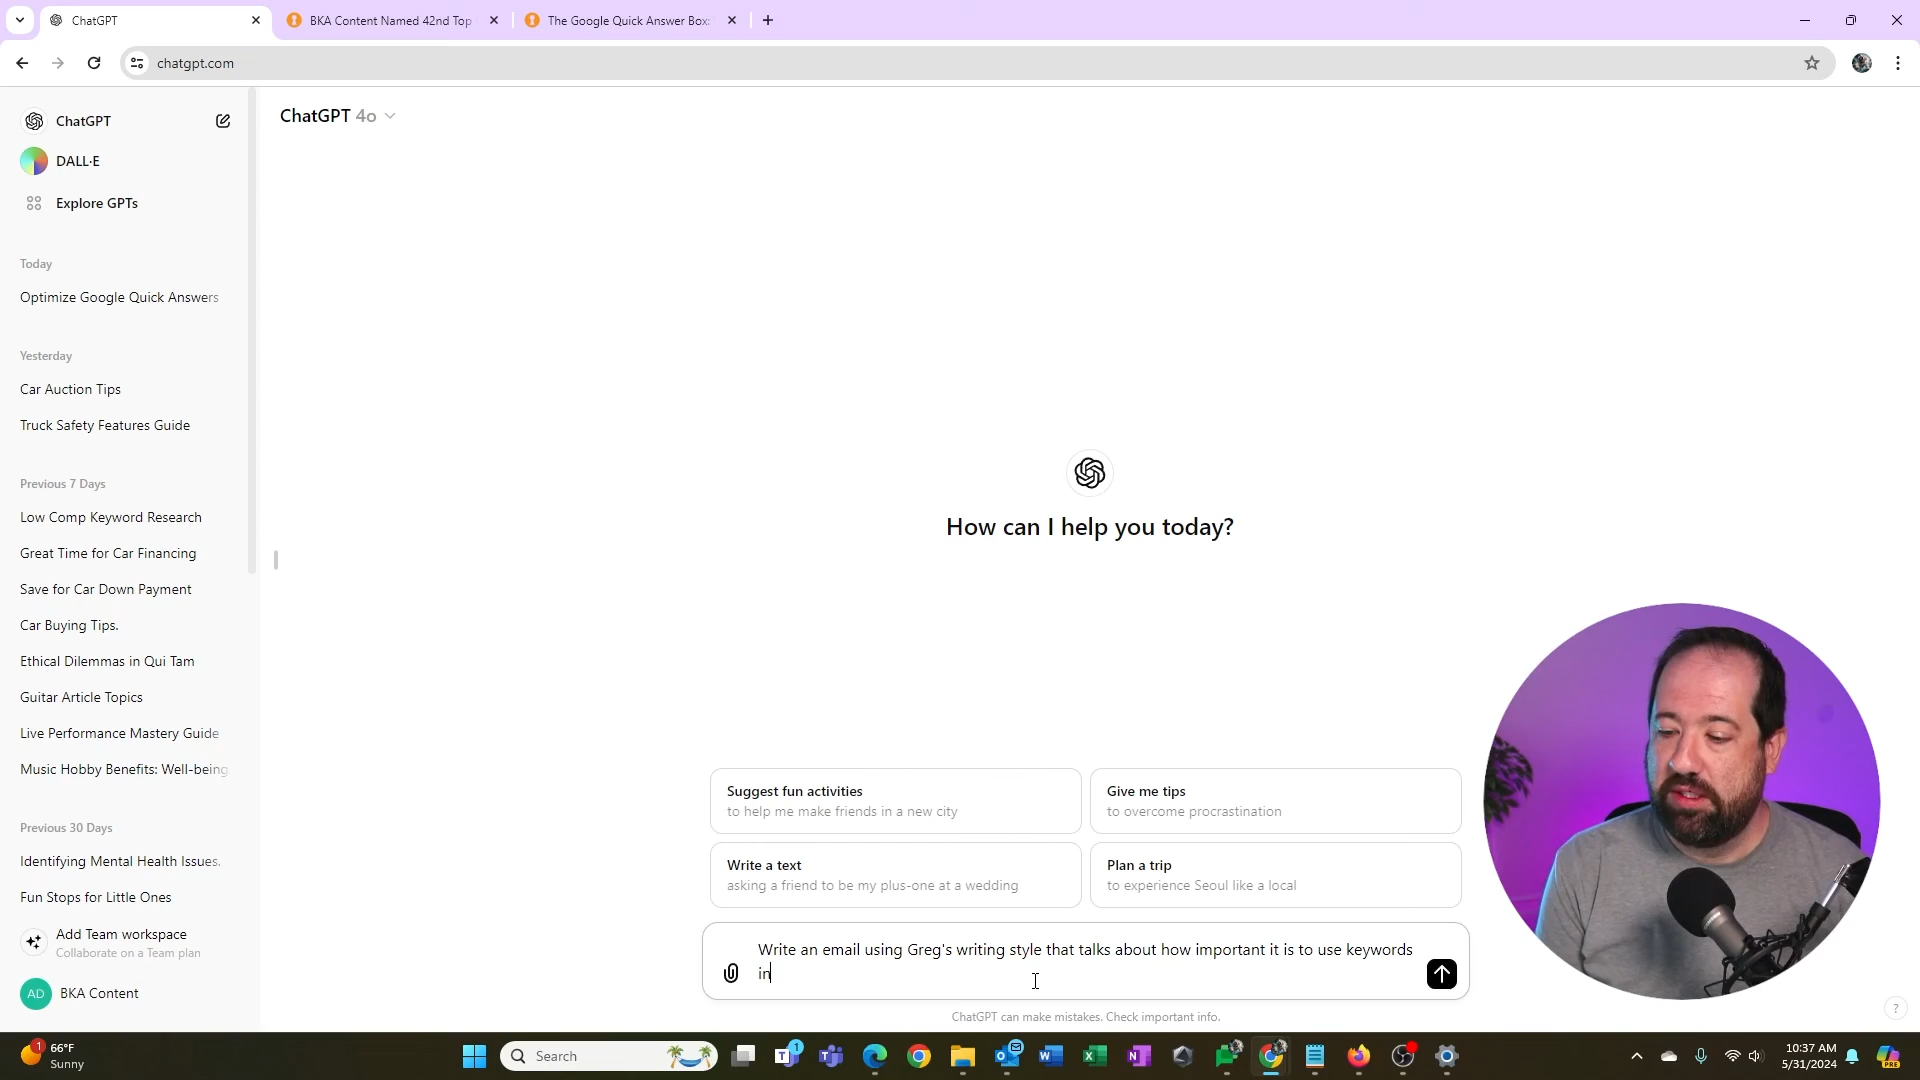 ChatGPT
BKA Content Named 42nd Top
The Google Quick Answer Box:
chatgpt.com
ChatGPT
DALL·E
Explore GPTs
Today
Optimize Google Quick Answers
Yesterday
Car Auction Tips
Truck Safety Features Guide
Previous 7 Days
Low Comp Keyword Research
Great Time for Car Financing
Save for Car Down Payment
Car Buying Tips.
Ethical Dilemmas in Qui Tam
Guitar Article Topics
Live Performance Mastery Guide
Music Hobby Benefits: Well-being
Previous 30 Days
Identifying Mental Health Issues.
Fun Stops for Little Ones
Add Team workspace
Collaborate on a Team plan
AD BKA Content
ChatGPT 4o
How can I help you today?
Suggest fun activities
to help me make friends in a new city
Give me tips
to overcome procrastination
Write a text
asking a friend to be my plus-one at a wedding
Plan a trip
to experience Seoul like a local
Write an email using Greg's writing style that talks about how important it is to use keywords
in
ChatGPT can make mistakes. Check important info.
?
1
66°F
Sunny
Search
1
10:37 AM
5/31/2024
PRE